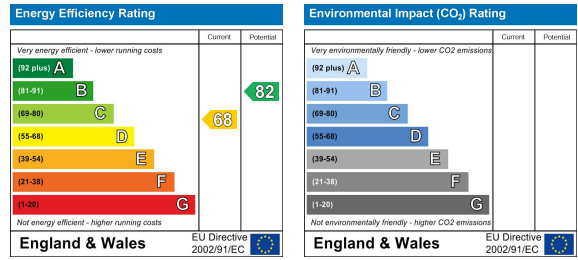 Energy Efficiency Rating
Current Potential
Very energy efficient - lower running costs
(92 plus) A
(81-91) B
82
(69-80) C
68
(55-68) D
(39-54) E
(21-38) F
(1-20) G
Not energy efficient - higher running costs
England & Wales
EU Directive
2002/91/EC
Environmental Impact (CO₂) Rating
Current Potential
Very environmentally friendly - lower CO2 emissions
(92 plus) A
(81-91) B
(69-80) C
(55-68) D
(39-54) E
(21-38) F
(1-20) G
Not environmentally friendly - higher CO2 emissions
England & Wales
EU Directive
2002/91/EC